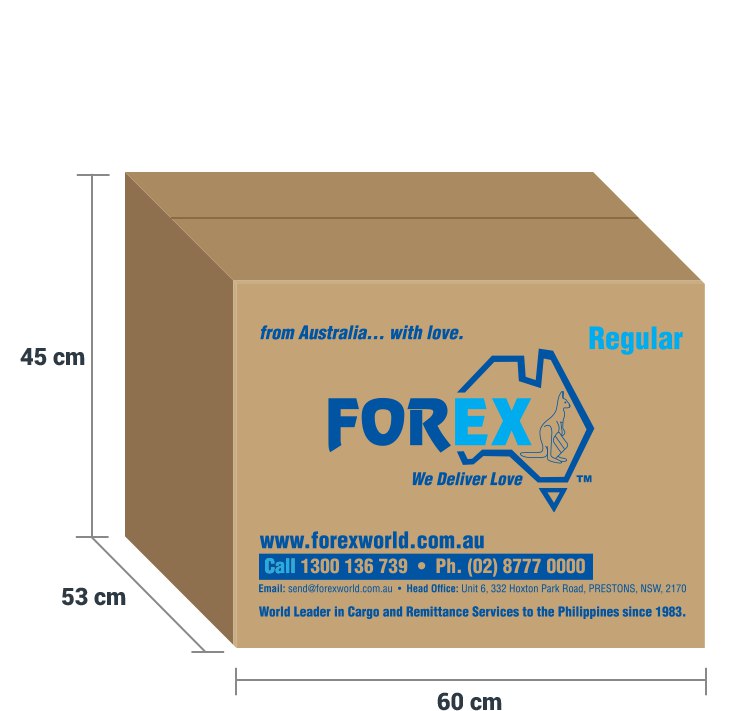 from Australia... with love.
Regular
FOREX
We Deliver Love
TM
45 cm
www.forexworld.com.au
Call 1300 136 739 • Ph. (02) 8777 0000
Email: send@forexworld.com.au • Head Office: Unit 6, 332 Hoxton Park Road, PRESTONS, NSW, 2170
World Leader in Cargo and Remittance Services to the Philippines since 1983.
53 cm
60 cm